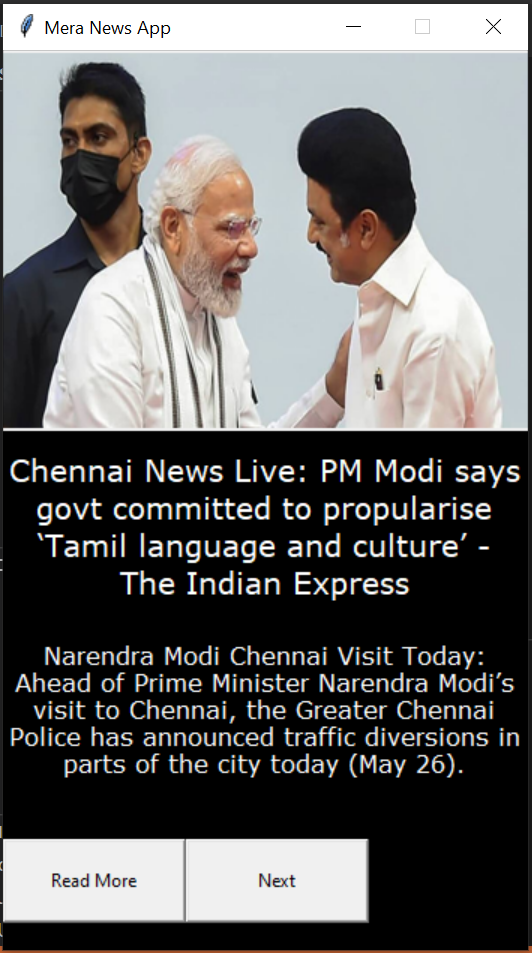 Mera News App
Chennai News Live: PM Modi says
govt committed to propularise
‘Tamil language and culture’ -
The Indian Express
Narendra Modi Chennai Visit Today:
Ahead of Prime Minister Narendra Modi’s
visit to Chennai, the Greater Chennai
Police has announced traffic diversions in
parts of the city today (May 26).
Read More
Next